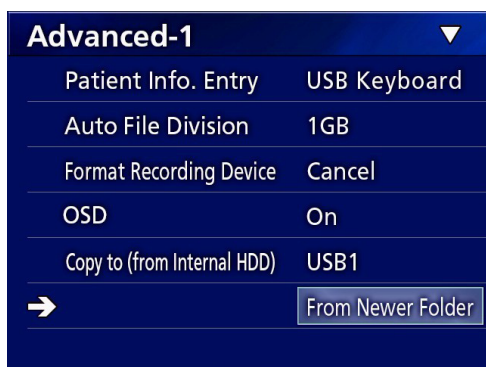 Advanced-1 ▼
Patient Info. Entry USB Keyboard
Auto File Division 1GB
Format Recording Device Cancel
OSD On
Copy to (from Internal HDD) USB1
➔ From Newer Folder